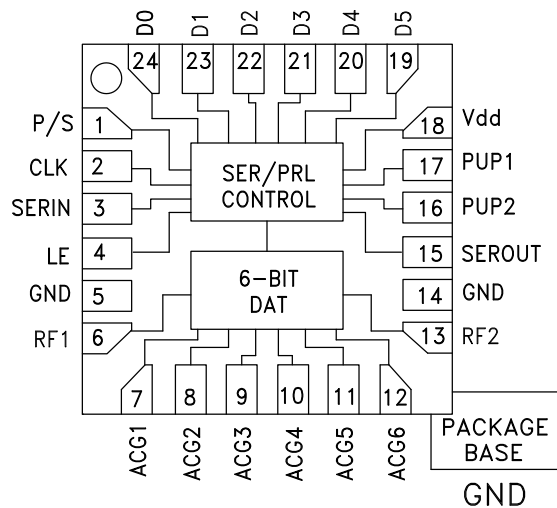 D0 D1 D2 D3 D4 D5
24 23 22 21 20 19
P/S 1 18 Vdd
CLK 2 17 PUP1
SERIN 3 16 PUP2
LE 4 15 SEROUT
GND 5 14 GND
RF1 6 13 RF2
SER/PRL
CONTROL
6-BIT
DAT
7 8 9 10 11 12
ACG1 ACG2 ACG3 ACG4 ACG5 ACG6
PACKAGE
BASE
GND